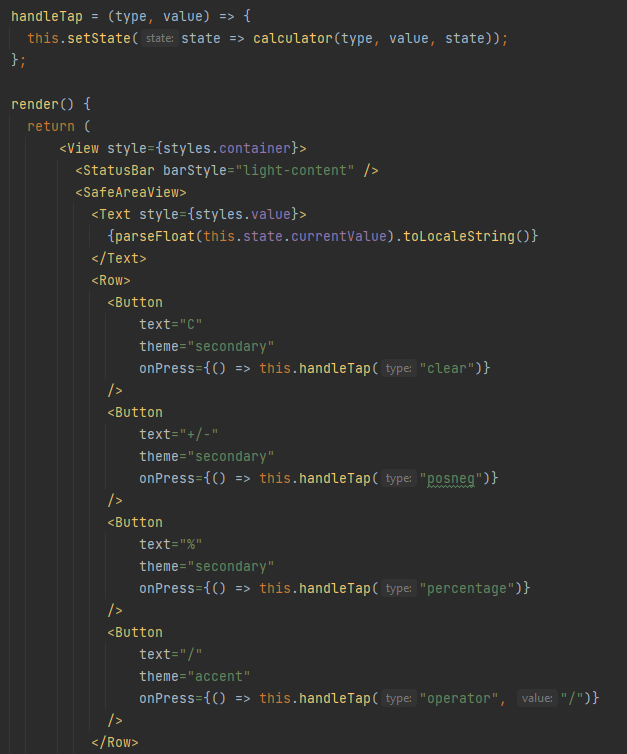 handleTap = (type, value) => {
  this.setState( state: state => calculator(type, value, state));
};

render() {
  return (
      <View style={styles.container}>
        <StatusBar barStyle="light-content" />
        <SafeAreaView>
          <Text style={styles.value}>
            {parseFloat(this.state.currentValue).toLocaleString()}
          </Text>
          <Row>
            <Button
                text="C"
                theme="secondary"
                onPress={() => this.handleTap( type: "clear")}
            />
            <Button
                text="+/-"
                theme="secondary"
                onPress={() => this.handleTap( type: "posneg")}
            />
            <Button
                text="%"
                theme="secondary"
                onPress={() => this.handleTap( type: "percentage")}
            />
            <Button
                text="/"
                theme="accent"
                onPress={() => this.handleTap( type: "operator", value: "/")}
            />
          </Row>